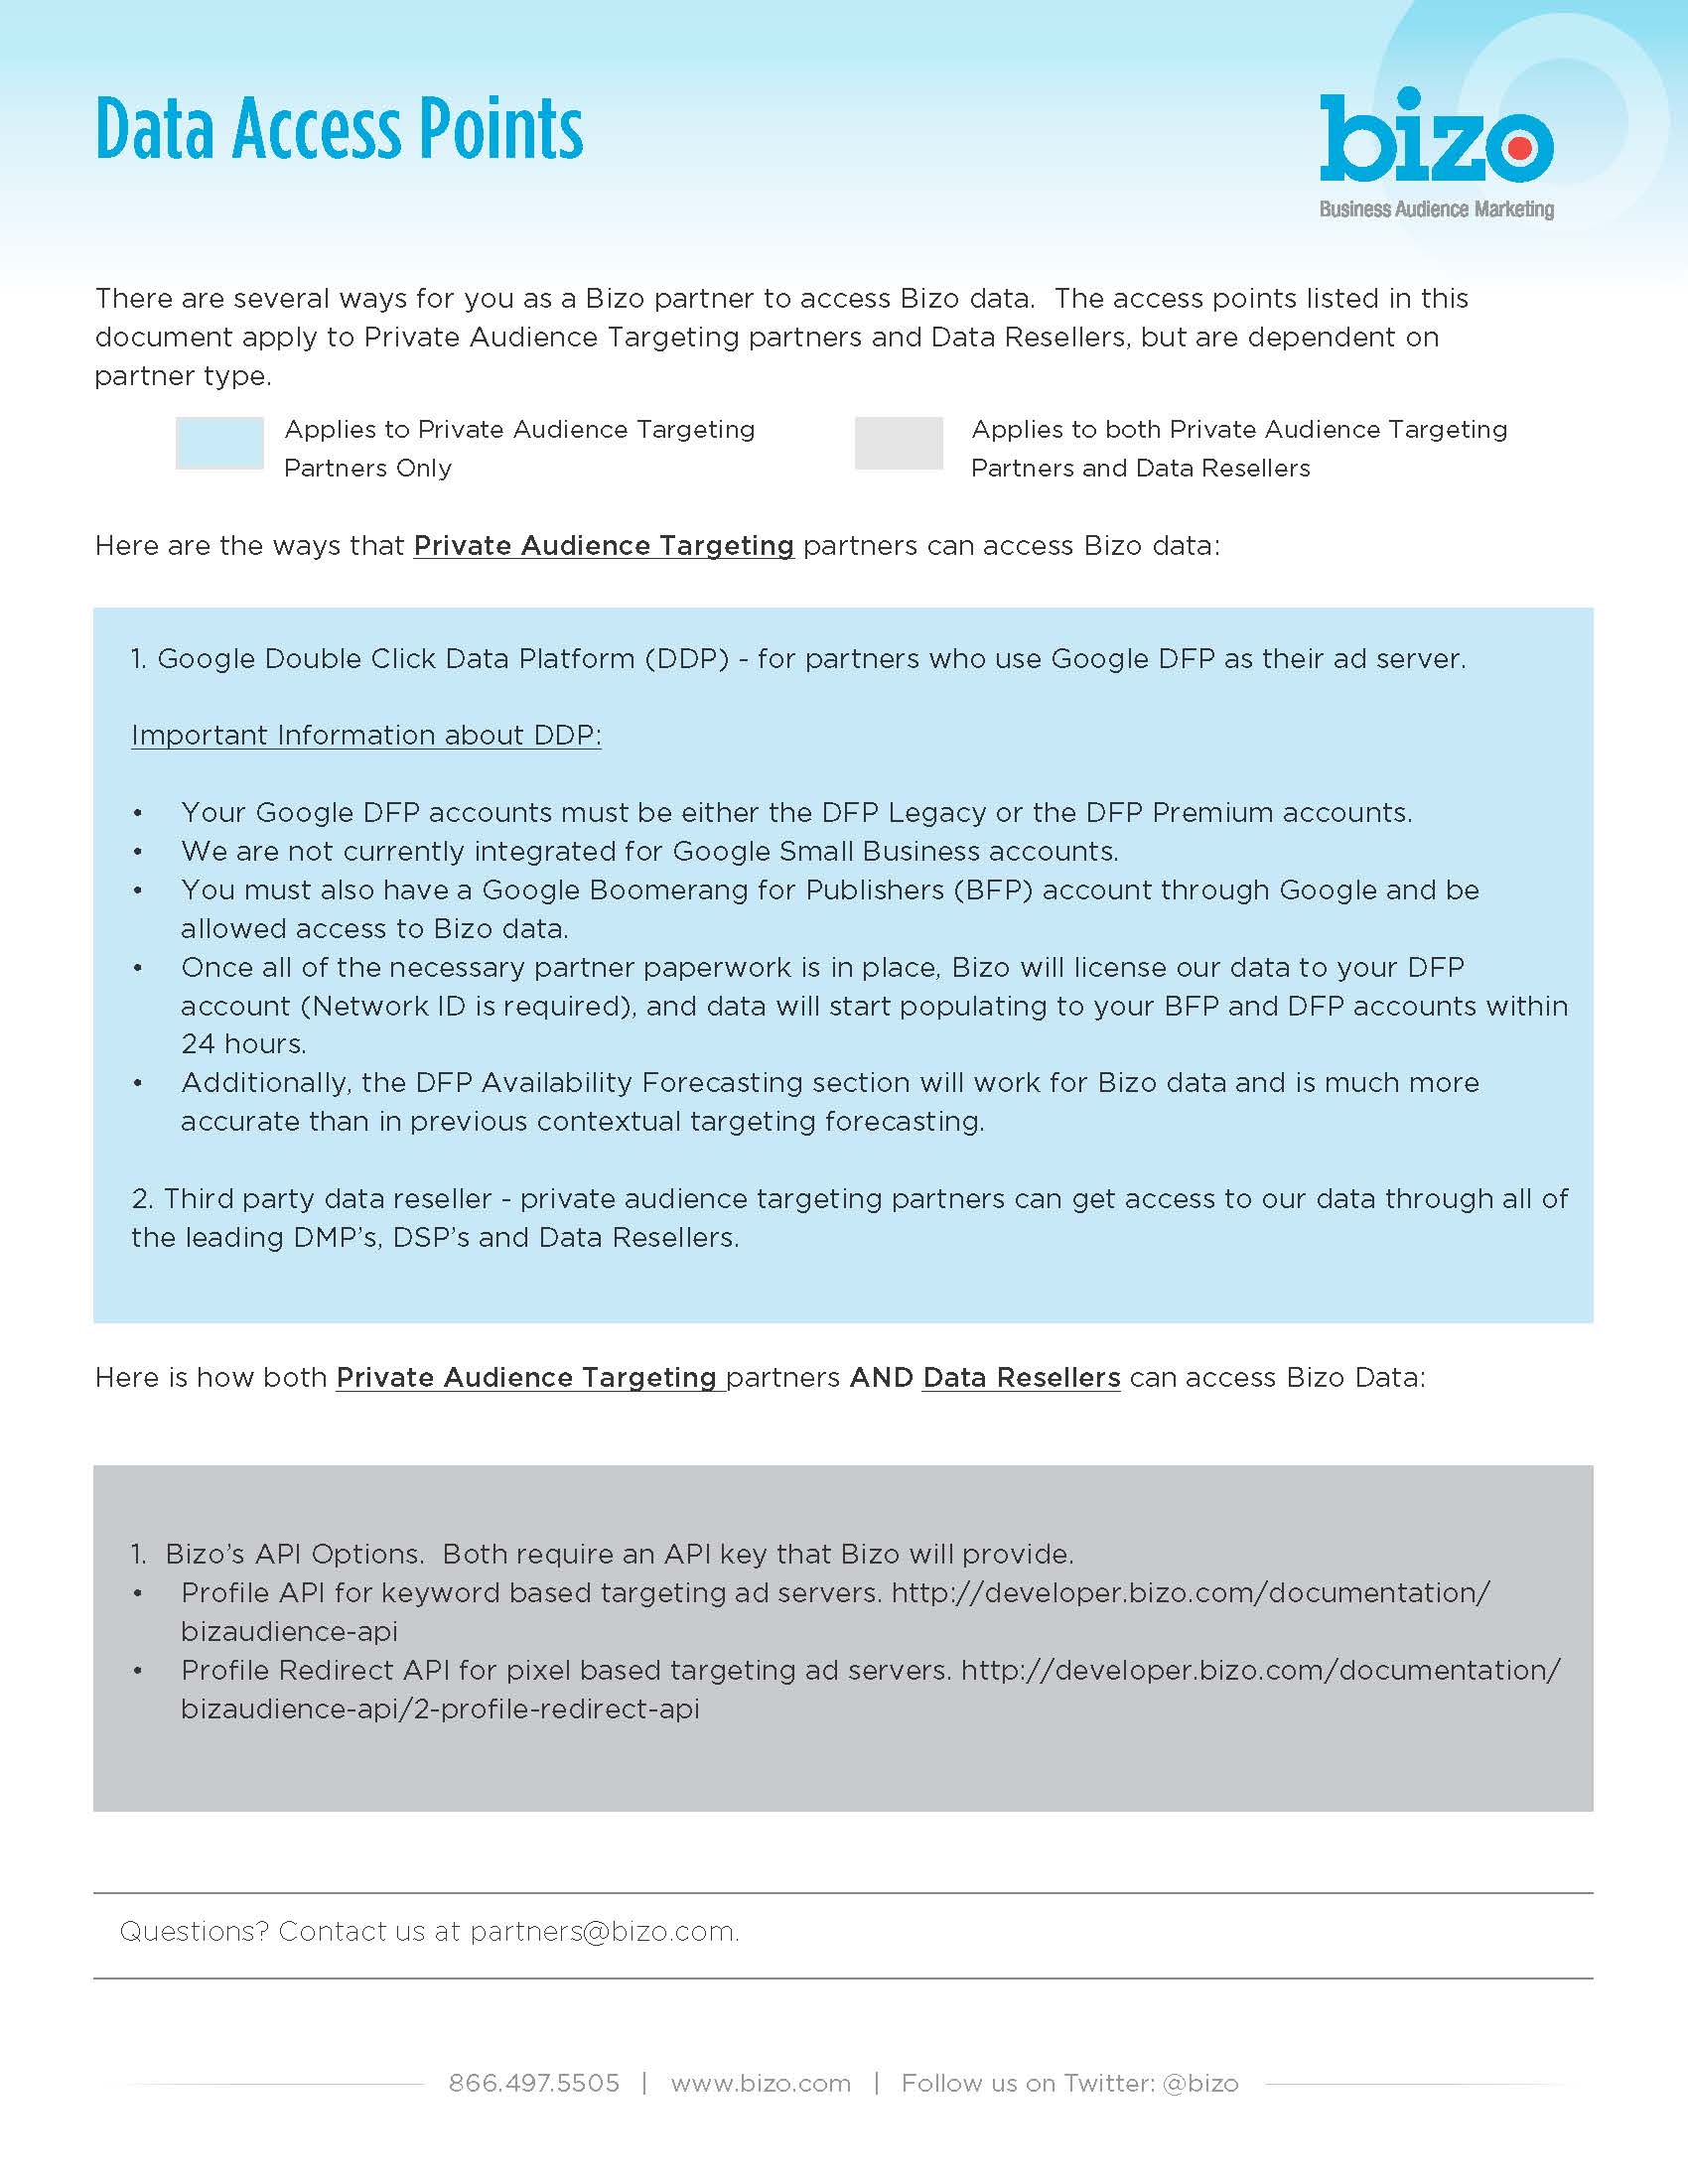 Data Access Points
bizo
Business Audience Marketing
There are several ways for you as a Bizo partner to access Bizo data.  The access points listed in this
document apply to Private Audience Targeting partners and Data Resellers, but are dependent on
partner type.
Applies to Private Audience Targeting
Partners Only
Applies to both Private Audience Targeting
Partners and Data Resellers
Here are the ways that Private Audience Targeting partners can access Bizo data:
1. Google Double Click Data Platform (DDP) - for partners who use Google DFP as their ad server.
Important Information about DDP:
• Your Google DFP accounts must be either the DFP Legacy or the DFP Premium accounts.
• We are not currently integrated for Google Small Business accounts.
• You must also have a Google Boomerang for Publishers (BFP) account through Google and be
allowed access to Bizo data.
• Once all of the necessary partner paperwork is in place, Bizo will license our data to your DFP
account (Network ID is required), and data will start populating to your BFP and DFP accounts within
24 hours.
• Additionally, the DFP Availability Forecasting section will work for Bizo data and is much more
accurate than in previous contextual targeting forecasting.
2. Third party data reseller - private audience targeting partners can get access to our data through all of
the leading DMP’s, DSP’s and Data Resellers.
Here is how both Private Audience Targeting partners AND Data Resellers can access Bizo Data:
1.  Bizo’s API Options.  Both require an API key that Bizo will provide.
• Profile API for keyword based targeting ad servers. http://developer.bizo.com/documentation/
bizaudience-api
• Profile Redirect API for pixel based targeting ad servers. http://developer.bizo.com/documentation/
bizaudience-api/2-profile-redirect-api
Questions? Contact us at partners@bizo.com.
866.497.5505 | www.bizo.com | Follow us on Twitter: @bizo